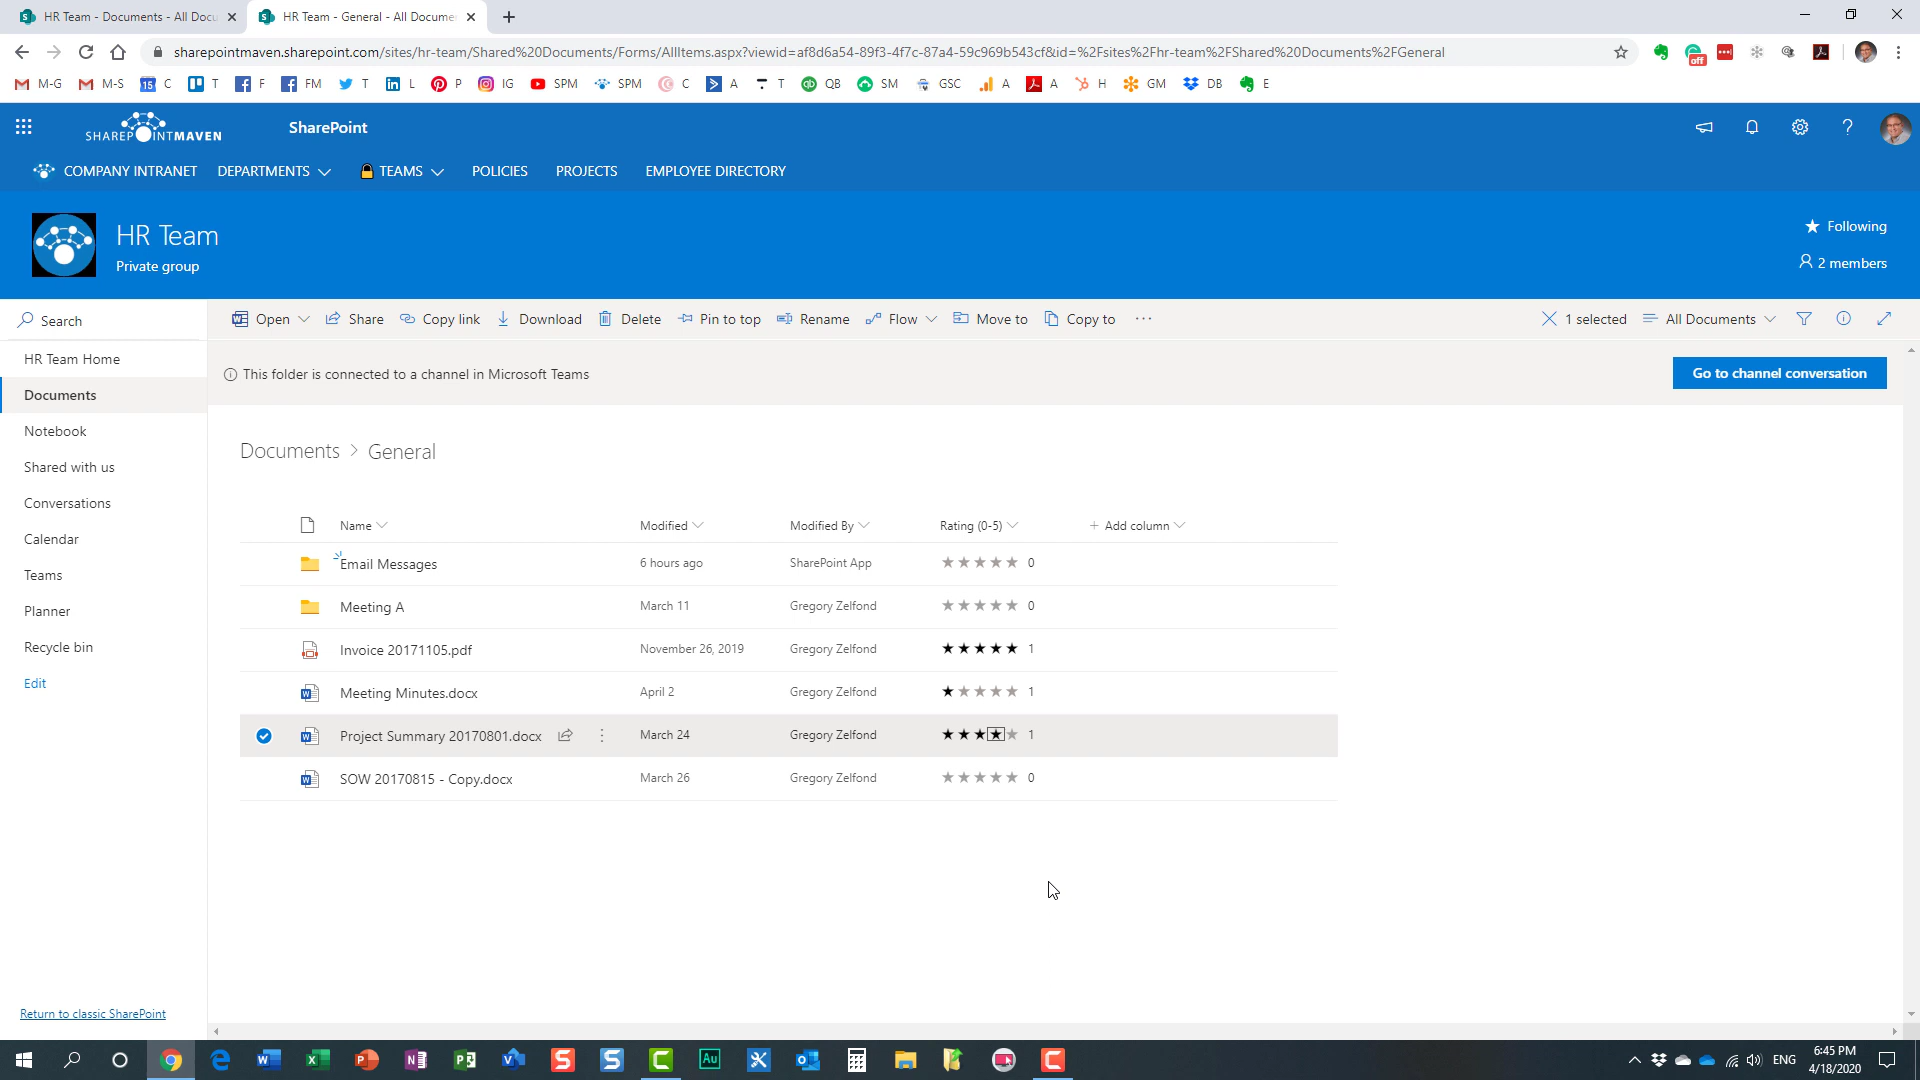 HR Team - Documents - All Docu
HR Team - General - All Docume
sharepointmaven.sharepoint.com/sites/hr-team/Shared%20Documents/Forms/AllItems.aspx?viewid=af8d6a54-89f3-4f7c-87a4-59c969b543cf&id=%2Fsites%2Fhr-team%2FShared%20Documents%2FGeneral
off
M-G M-S 15 C T F FM T L P IG SPM SPM C A T QB SM GSC A A H GM DB E
SHAREPOINTMAVEN SharePoint
COMPANY INTRANET DEPARTMENTS TEAMS POLICIES PROJECTS EMPLOYEE DIRECTORY
HR Team
Private group
Following
2 members
Search
Open Share Copy link Download Delete Pin to top Rename Flow Move to Copy to ··· 1 selected All Documents
HR Team Home
Documents
Notebook
Shared with us
Conversations
Calendar
Teams
Planner
Recycle bin
Edit
Return to classic SharePoint
This folder is connected to a channel in Microsoft Teams
Go to channel conversation
Documents > General
Name Modified Modified By Rating (0-5) + Add column
Email Messages 6 hours ago SharePoint App 0
Meeting A March 11 Gregory Zelfond 0
Invoice 20171105.pdf November 26, 2019 Gregory Zelfond 1
Meeting Minutes.docx April 2 Gregory Zelfond 1
Project Summary 20170801.docx March 24 Gregory Zelfond 1
SOW 20170815 - Copy.docx March 26 Gregory Zelfond 0
ENG
6:45 PM
4/18/2020